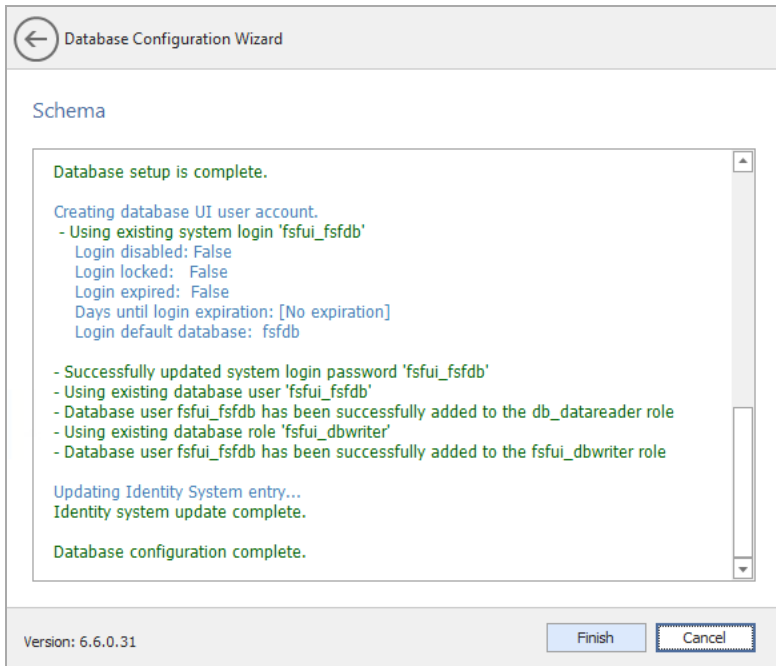 Database Configuration Wizard
Schema
Database setup is complete.
Creating database UI user account.
- Using existing system login 'fsfui_fsfdb'
Login disabled: False
Login locked:   False
Login expired:  False
Days until login expiration: [No expiration]
Login default database:  fsfdb
- Successfully updated system login password 'fsfui_fsfdb'
- Using existing database user 'fsfui_fsfdb'
- Database user fsfui_fsfdb has been successfully added to the db_datareader role
- Using existing database role 'fsfui_dbwriter'
- Database user fsfui_fsfdb has been successfully added to the fsfui_dbwriter role
Updating Identity System entry...
Identity system update complete.
Database configuration complete.
Version: 6.6.0.31
Finish
Cancel